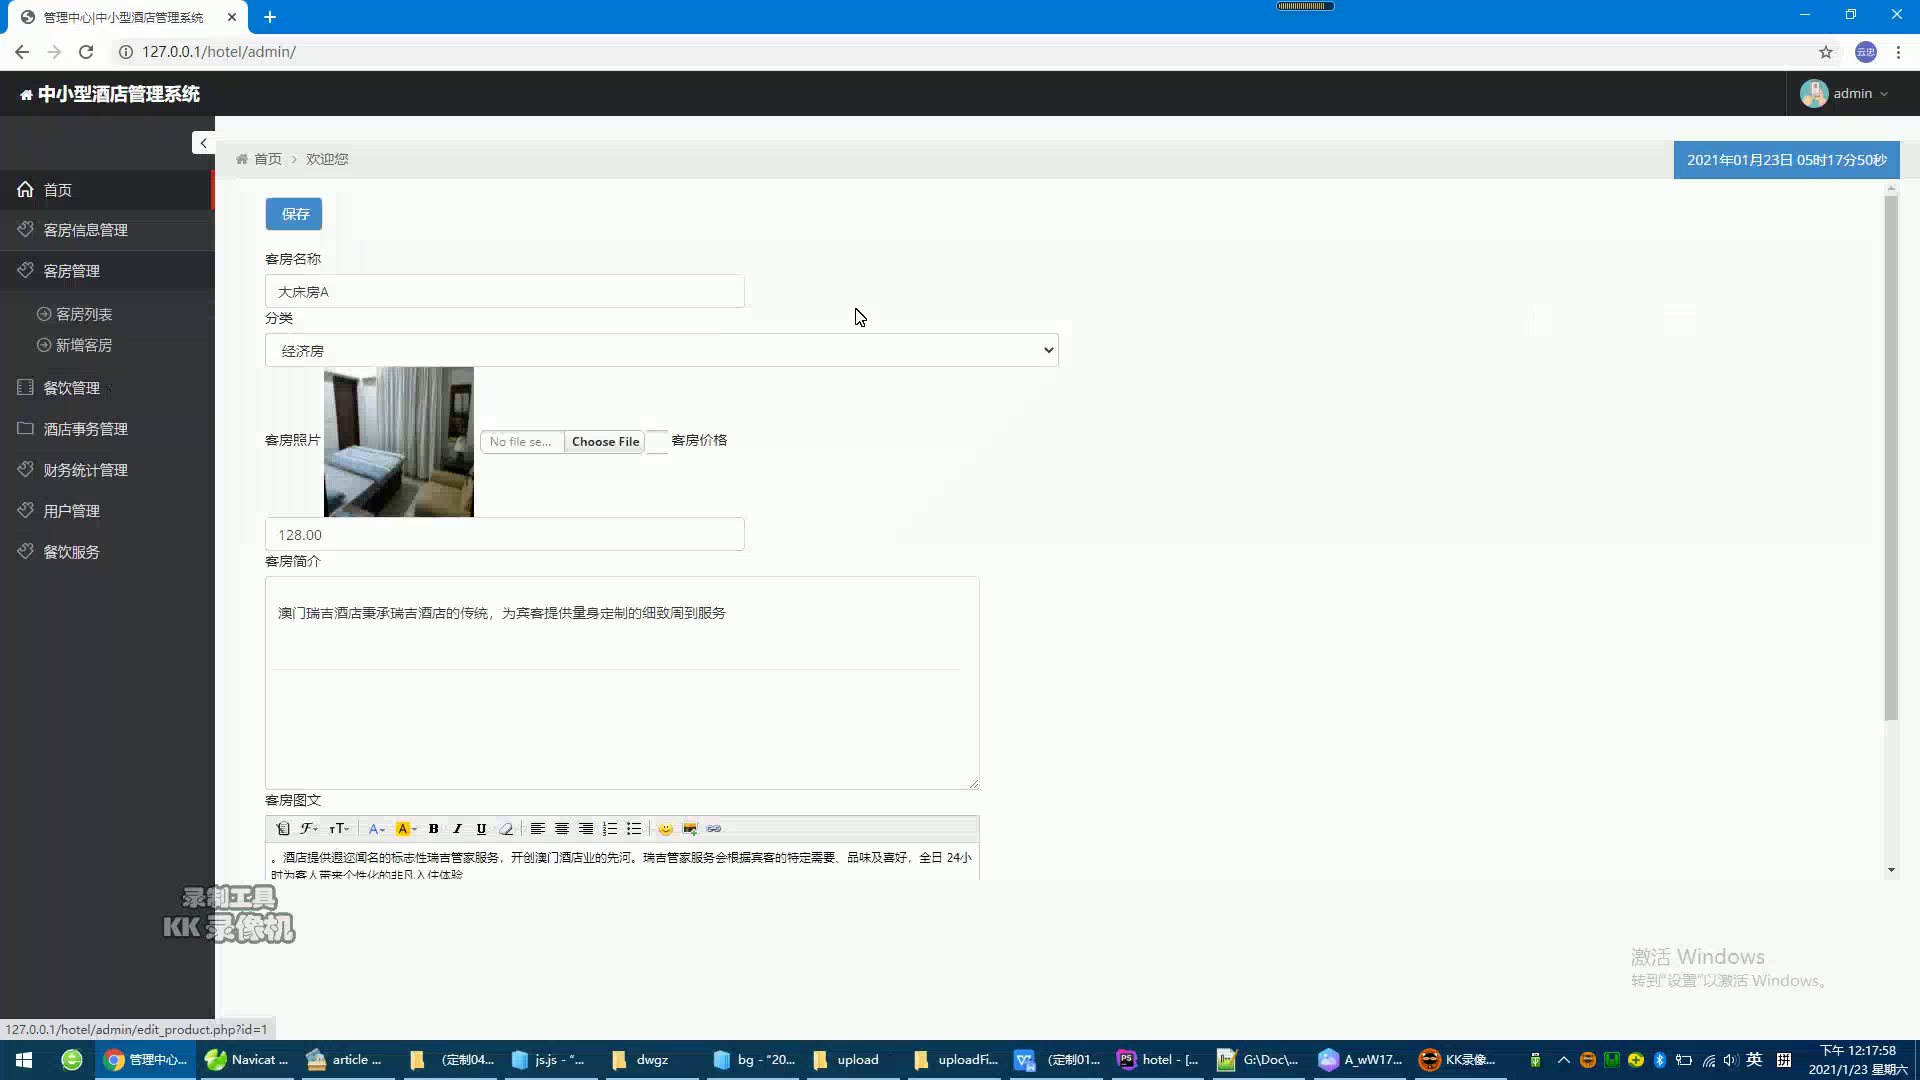 管理中心|中小型酒店管理系统
127.0.0.1/hotel/admin/
云忠
中小型酒店管理系统
admin
首页 > 欢迎您
2021年01月23日 05时17分50秒
首页
客房信息管理
客房管理
客房列表
新增客房
餐饮管理
酒店事务管理
财务统计管理
用户管理
餐饮服务
保存
客房名称
大床房A
分类
经济房
客房照片
No file se...
Choose File
客房价格
128.00
客房简介
澳门瑞吉酒店秉承瑞吉酒店的传统，为宾客提供量身定制的细致周到服务
客房图文
。酒店提供遐迩闻名的标志性瑞吉管家服务，开创澳门酒店业的先河。瑞吉管家服务会根据宾客的特定需要、品味及喜好，全日 24小
时为客人带来个性化的非凡入住体验
录制工具
KK 录像机
激活 Windows
转到"设置"以激活 Windows。
127.0.0.1/hotel/admin/edit_product.php?id=1
管理中心...
Navicat ...
article ...
(定制04...
js.js - "...
dwgz
bg - "20...
upload
uploadFi...
(定制01...
hotel - [...
G:\Doc\...
A_wW17...
KK录像...
英
拼
下午 12:17:58
2021/1/23 星期六